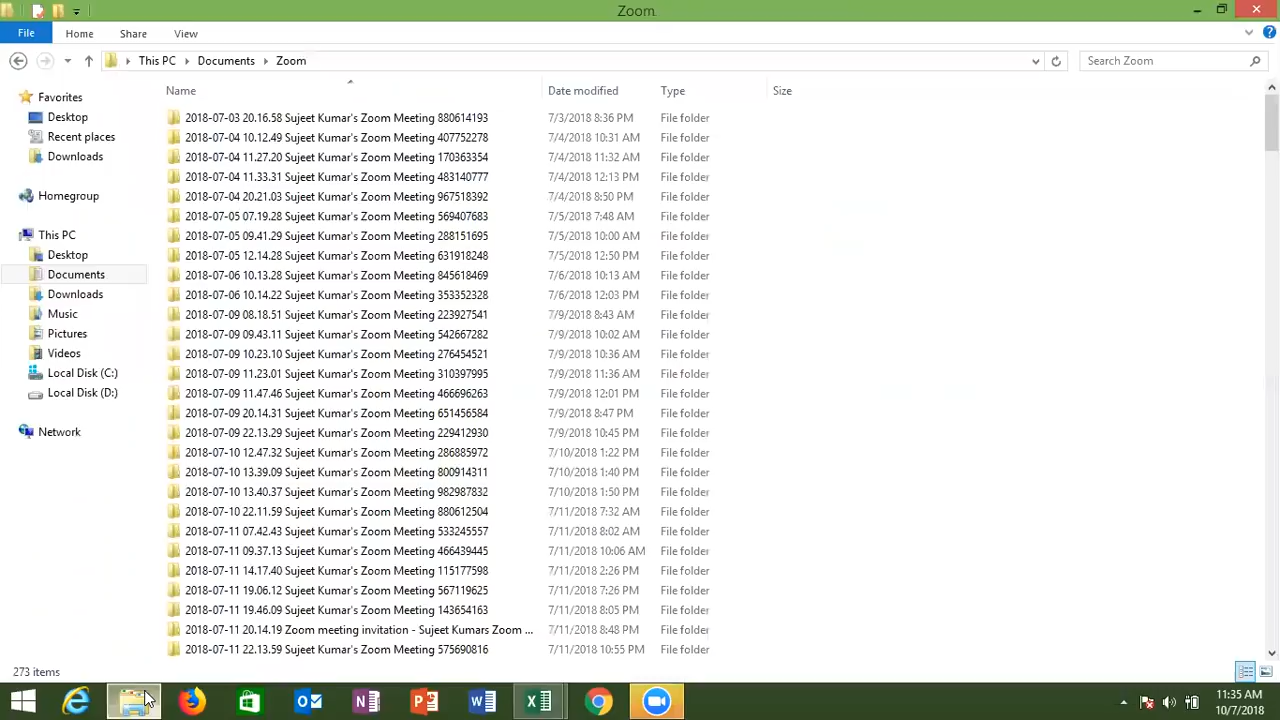 Zoom
File Home Share View
This PC Documents Zoom Search Zoom
Name Date modified Type Size
Favorites
Desktop
Recent places
Downloads
Homegroup
This PC
Desktop
Documents
Downloads
Music
Pictures
Videos
Local Disk (C:)
Local Disk (D:)
Network
2018-07-03 20.16.58 Sujeet Kumar's Zoom Meeting 880614193 7/3/2018 8:36 PM File folder
2018-07-04 10.12.49 Sujeet Kumar's Zoom Meeting 407752278 7/4/2018 10:31 AM File folder
2018-07-04 11.27.20 Sujeet Kumar's Zoom Meeting 170363354 7/4/2018 11:32 AM File folder
2018-07-04 11.33.31 Sujeet Kumar's Zoom Meeting 483140777 7/4/2018 12:13 PM File folder
2018-07-04 20.21.03 Sujeet Kumar's Zoom Meeting 967518392 7/4/2018 8:50 PM File folder
2018-07-05 07.19.28 Sujeet Kumar's Zoom Meeting 569407683 7/5/2018 7:48 AM File folder
2018-07-05 09.41.29 Sujeet Kumar's Zoom Meeting 288151695 7/5/2018 10:00 AM File folder
2018-07-05 12.14.28 Sujeet Kumar's Zoom Meeting 631918248 7/5/2018 12:50 PM File folder
2018-07-06 10.13.28 Sujeet Kumar's Zoom Meeting 845618469 7/6/2018 10:13 AM File folder
2018-07-06 10.14.22 Sujeet Kumar's Zoom Meeting 353352328 7/6/2018 12:03 PM File folder
2018-07-09 08.18.51 Sujeet Kumar's Zoom Meeting 223927541 7/9/2018 8:43 AM File folder
2018-07-09 09.43.11 Sujeet Kumar's Zoom Meeting 542667282 7/9/2018 10:02 AM File folder
2018-07-09 10.23.10 Sujeet Kumar's Zoom Meeting 276454521 7/9/2018 10:36 AM File folder
2018-07-09 11.23.01 Sujeet Kumar's Zoom Meeting 310397995 7/9/2018 11:36 AM File folder
2018-07-09 11.47.46 Sujeet Kumar's Zoom Meeting 466696263 7/9/2018 12:01 PM File folder
2018-07-09 20.14.31 Sujeet Kumar's Zoom Meeting 651456584 7/9/2018 8:47 PM File folder
2018-07-09 22.13.29 Sujeet Kumar's Zoom Meeting 229412930 7/9/2018 10:45 PM File folder
2018-07-10 12.47.32 Sujeet Kumar's Zoom Meeting 286885972 7/10/2018 1:22 PM File folder
2018-07-10 13.39.09 Sujeet Kumar's Zoom Meeting 800914311 7/10/2018 1:40 PM File folder
2018-07-10 13.40.37 Sujeet Kumar's Zoom Meeting 982987832 7/10/2018 1:50 PM File folder
2018-07-10 22.11.59 Sujeet Kumar's Zoom Meeting 880612504 7/11/2018 7:32 AM File folder
2018-07-11 07.42.43 Sujeet Kumar's Zoom Meeting 533245557 7/11/2018 8:02 AM File folder
2018-07-11 09.37.13 Sujeet Kumar's Zoom Meeting 466439445 7/11/2018 10:06 AM File folder
2018-07-11 14.17.40 Sujeet Kumar's Zoom Meeting 115177598 7/11/2018 2:26 PM File folder
2018-07-11 19.06.12 Sujeet Kumar's Zoom Meeting 567119625 7/11/2018 7:26 PM File folder
2018-07-11 19.46.09 Sujeet Kumar's Zoom Meeting 143654163 7/11/2018 8:05 PM File folder
2018-07-11 20.14.19 Zoom meeting invitation - Sujeet Kumars Zoom ... 7/11/2018 8:48 PM File folder
2018-07-11 22.13.59 Sujeet Kumar's Zoom Meeting 575690816 7/11/2018 10:55 PM File folder
273 items
11:35 AM
10/7/2018